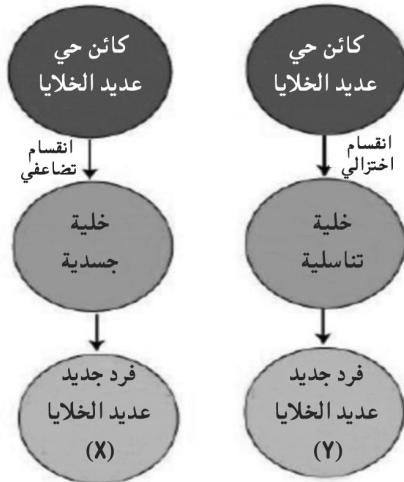 كائن حي
عديد الخلايا
انقسام
اختزالي
خلية
تناسلية
فرد جديد
عديد الخلايا
(Y)
كائن حي
عديد الخلايا
انقسام
تضاعفي
خلية
جسدية
فرد جديد
عديد الخلايا
(X)